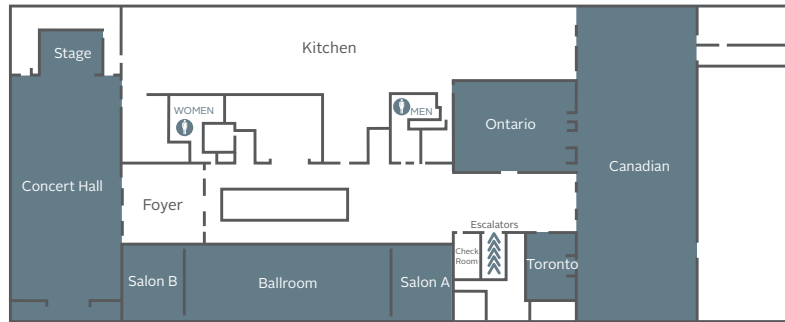 Kitchen
Stage
WOMEN
MEN
Ontario
Canadian
Concert Hall
Foyer
Escalators
Check
Room
Toronto
Salon B
Ballroom
Salon A